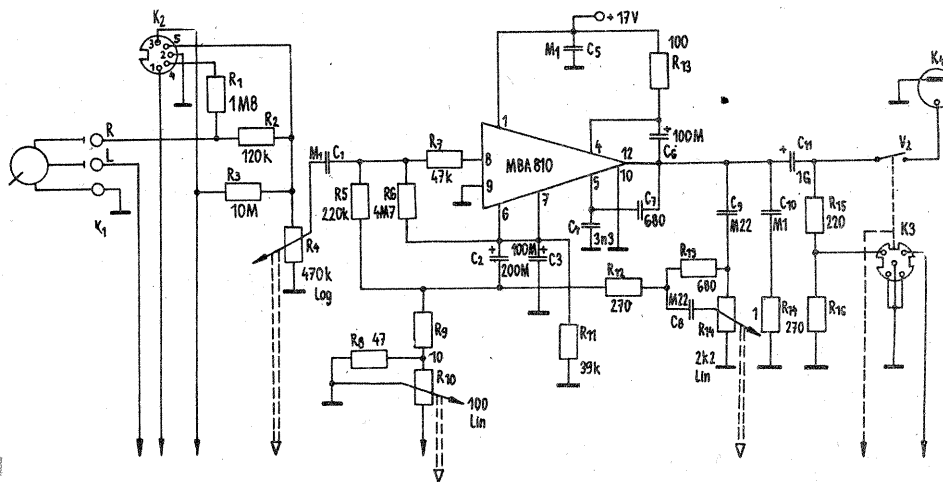 K2
3
5
2
1
4
R1
1M8
R
R2
120k
L
R3
10M
K1
R4
470k
Log
M1
C1
R5
220k
R6
4M7
R7
47k
8
9
1
MBA810
4
12
10
5
6
7
+ 17V
M1
C5
100
R13
+
100M
C6
C7
680
3n3
+
C2
200M
100M
+
C3
R12
270
R11
39k
R8
47
R9
10
R10
100
Lin
C9
M22
C10
M1
680
M22
C8
R14
2k2
Lin
1
R14
270
+
C11
1G
R15
220
R16
V2
K3